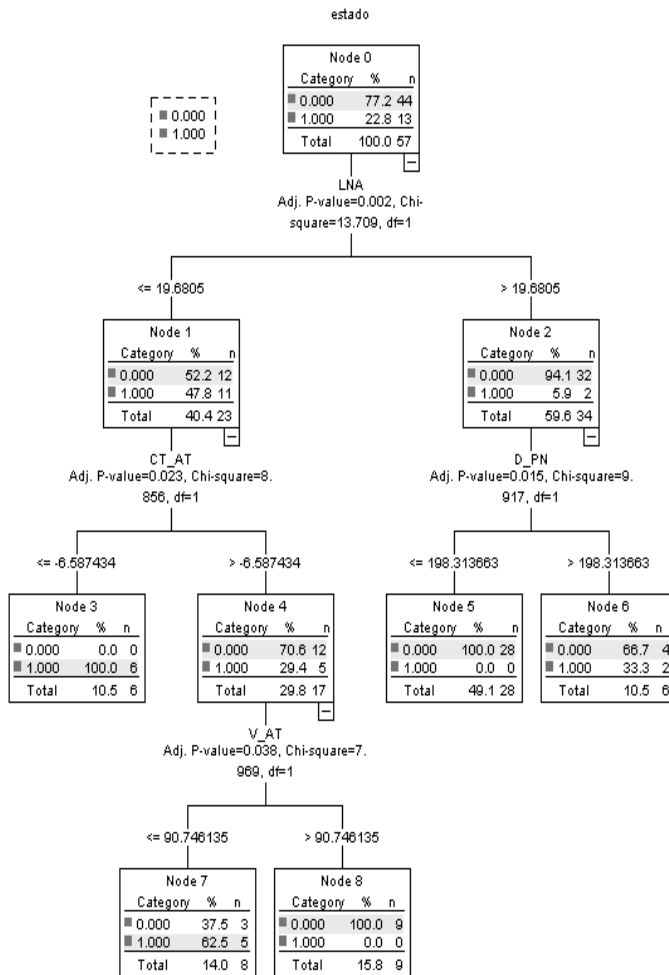 estado
Node 0
Category % n
0.000 77.2 44
1.000 22.8 13
Total 100.0 57
0.000
1.000
LNA
Adj. P-value=0.002, Chi-
square=13.709, df=1
<= 19.6805
> 19.6805
Node 1
Category % n
0.000 52.2 12
1.000 47.8 11
Total 40.4 23
Node 2
Category % n
0.000 94.1 32
1.000 5.9 2
Total 59.6 34
CT_AT
Adj. P-value=0.023, Chi-square=8.
856, df=1
D_PN
Adj. P-value=0.015, Chi-square=9.
917, df=1
<= -6.587434
> -6.587434
<= 198.313663
> 198.313663
Node 3
Category % n
0.000 0.0 0
1.000 100.0 6
Total 10.5 6
Node 4
Category % n
0.000 70.6 12
1.000 29.4 5
Total 29.8 17
Node 5
Category % n
0.000 100.0 28
1.000 0.0 0
Total 49.1 28
Node 6
Category % n
0.000 66.7 4
1.000 33.3 2
Total 10.5 6
V_AT
Adj. P-value=0.038, Chi-square=7.
969, df=1
<= 90.746135
> 90.746135
Node 7
Category % n
0.000 37.5 3
1.000 62.5 5
Total 14.0 8
Node 8
Category % n
0.000 100.0 9
1.000 0.0 0
Total 15.8 9